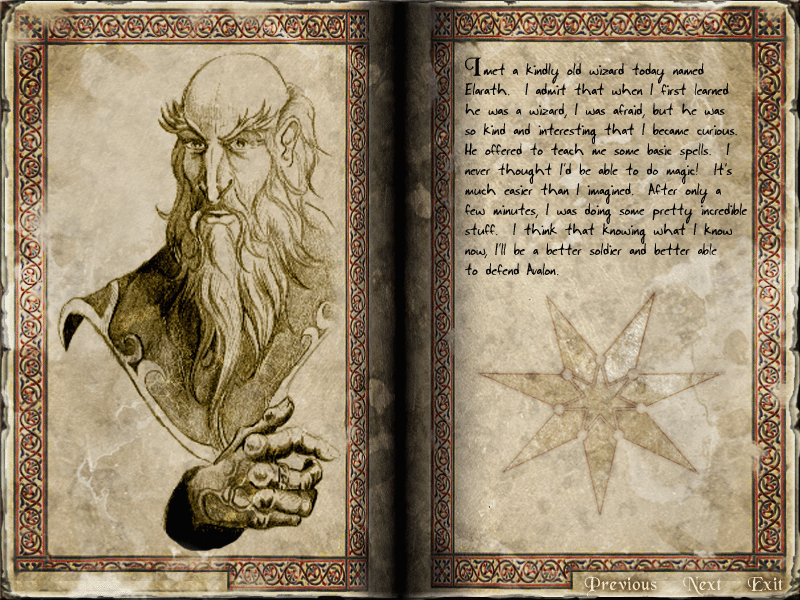 I met a kindly old wizard today named
Elarath. I admit that when I first learned
he was a wizard, I was afraid, but he was
so kind and interesting that I became curious.
He offered to teach me some basic spells. I
never thought I'd be able to do magic! It's
much easier than I imagined. After only a
few minutes, I was doing some pretty incredible
stuff. I think that knowing what I know
now, I'll be a better soldier and better able
to defend Avalon.
Previous Next Exit